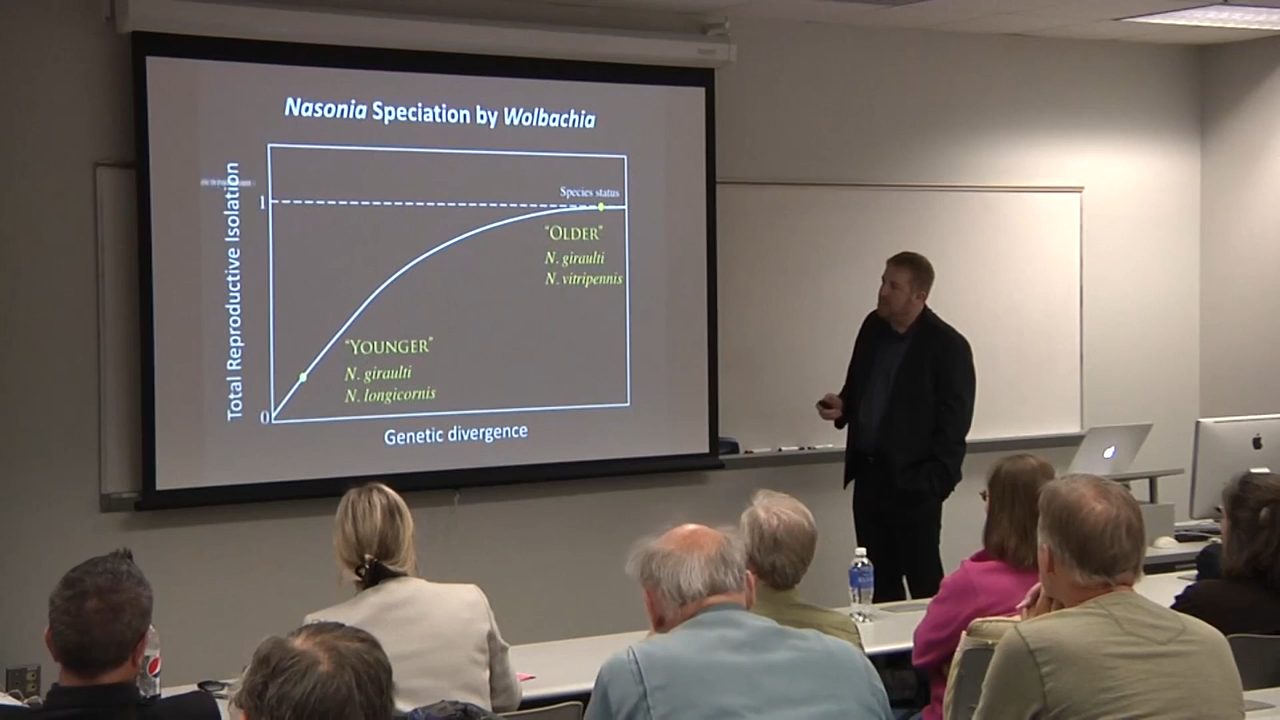 Nasonia Speciation by Wolbachia
Total Reproductive Isolation
1
Species status
"OLDER"
N. giraulti
N. vitripennis
"YOUNGER"
N. giraulti
N. longicornis
0
Genetic divergence